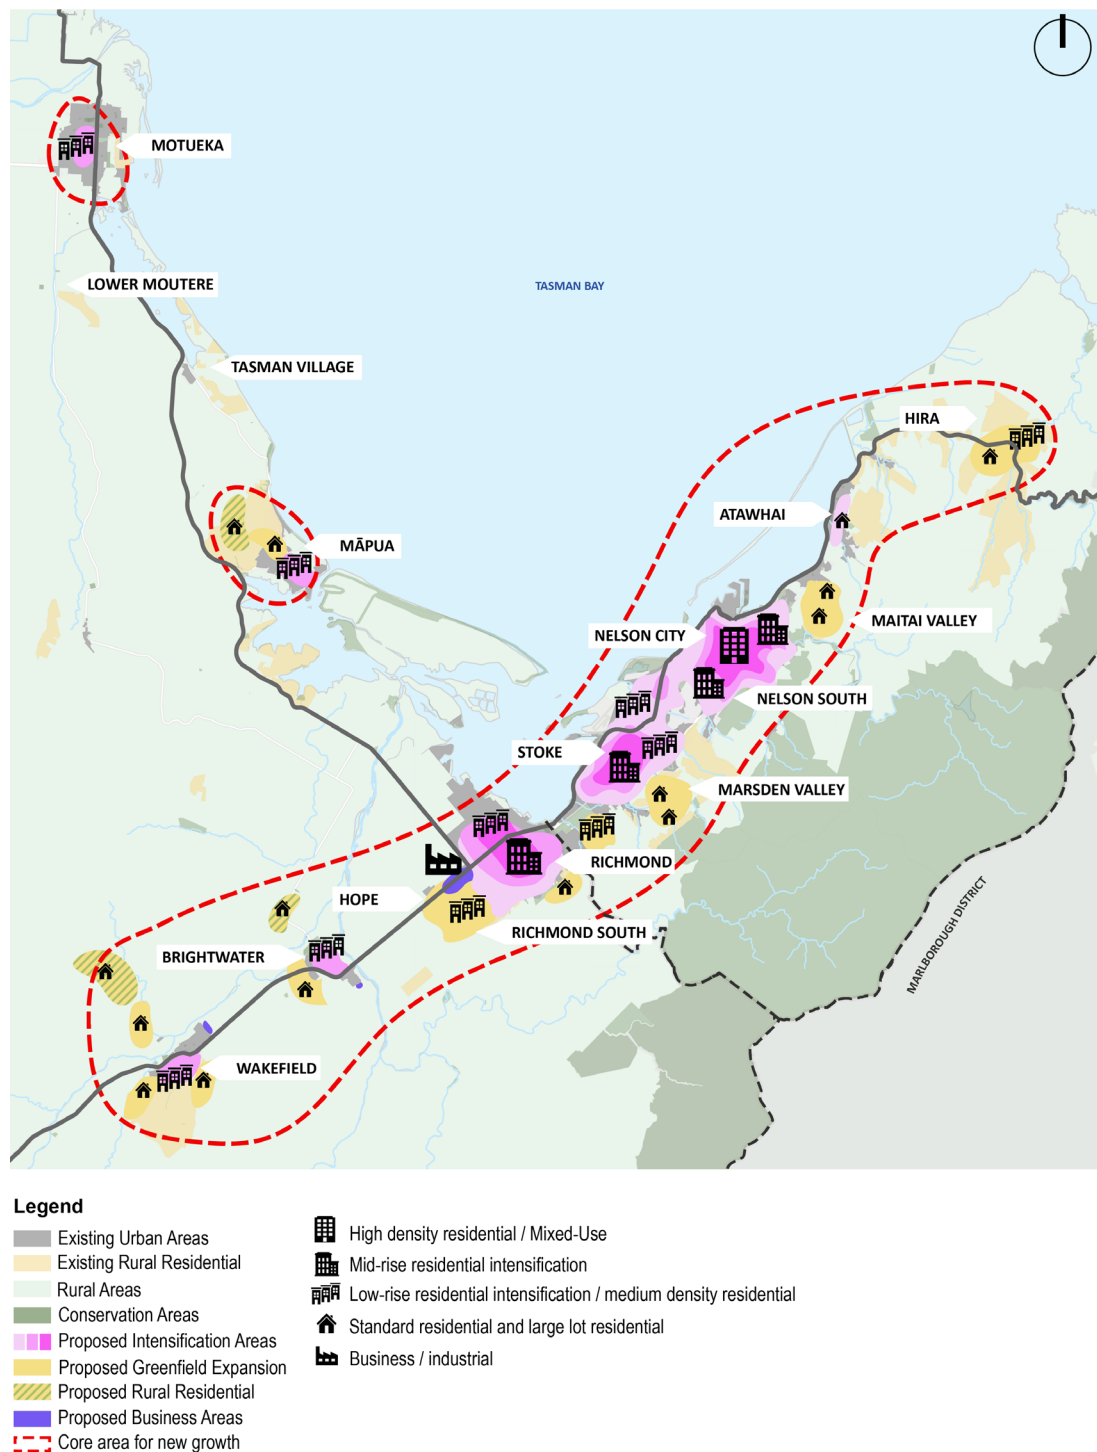 MOTUEKA
LOWER MOUTERE
TASMAN BAY
TASMAN VILLAGE
HIRA
ATAWHAI
MĀPUA
MAITAI VALLEY
NELSON CITY
NELSON SOUTH
STOKE
MARSDEN VALLEY
RICHMOND
HOPE
RICHMOND SOUTH
MARLBOROUGH DISTRICT
BRIGHTWATER
WAKEFIELD
Legend
Existing Urban Areas
Existing Rural Residential
Rural Areas
Conservation Areas
Proposed Intensification Areas
Proposed Greenfield Expansion
Proposed Rural Residential
Proposed Business Areas
Core area for new growth
High density residential / Mixed-Use
Mid-rise residential intensification
Low-rise residential intensification / medium density residential
Standard residential and large lot residential
Business / industrial